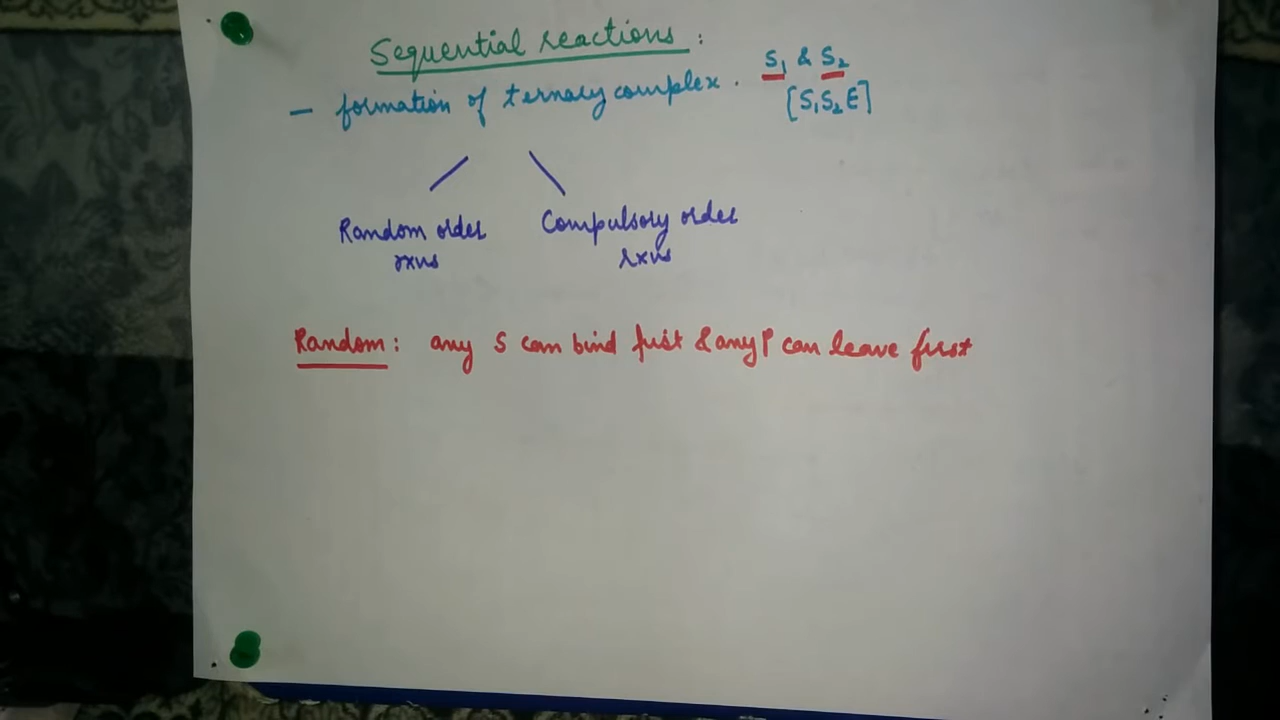 Sequential reactions :
– formation of ternary complex . S₁ & S₂
[S₁S₂E]
Random order Compulsory order
rxns rxns
Random : any S can bind first & any P can leave first